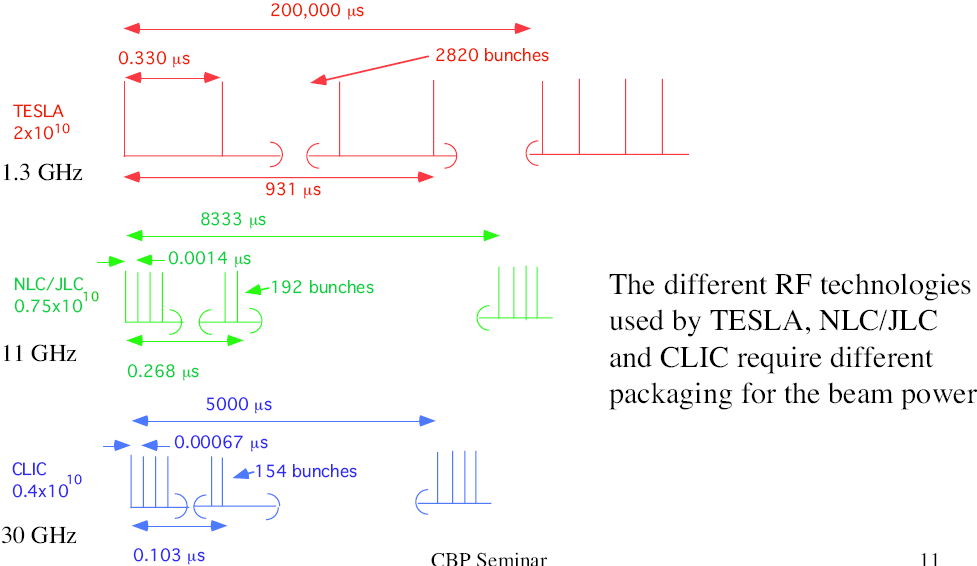 200,000 μs
0.330 μs
2820 bunches
TESLA
2x10¹⁰
1.3 GHz
931 μs
8333 μs
0.0014 μs
NLC/JLC
0.75x10¹⁰
192 bunches
11 GHz
0.268 μs
The different RF technologies
used by TESLA, NLC/JLC
and CLIC require different
packaging for the beam power
5000 μs
0.00067 μs
CLIC
0.4x10¹⁰
154 bunches
30 GHz
0.103 μs
CBP Seminar
11